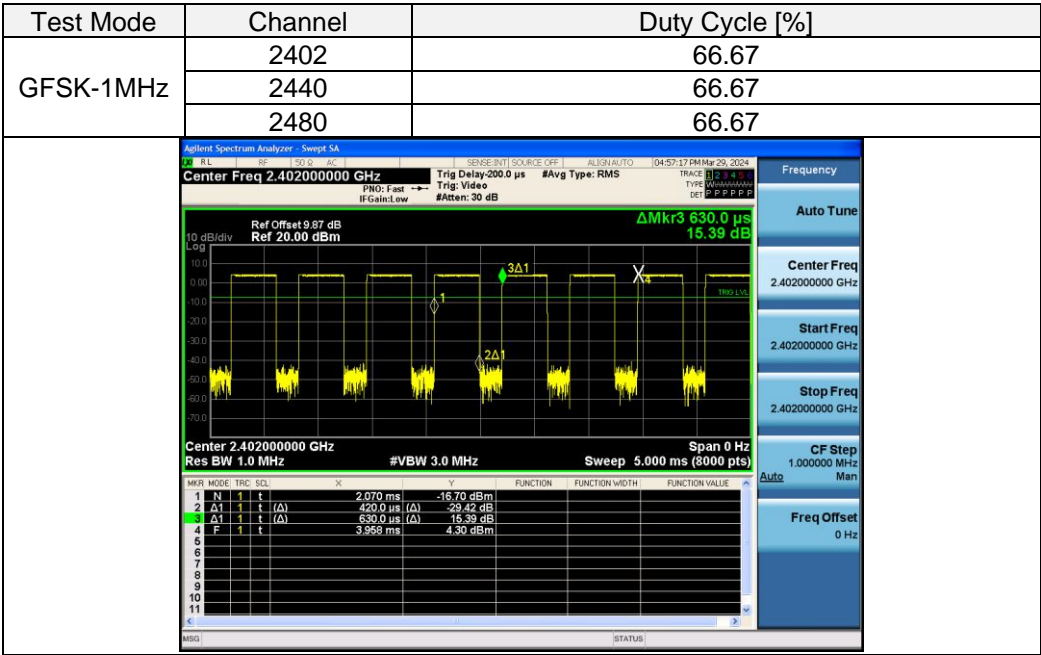 Test Mode Channel Duty Cycle [%]
GFSK-1MHz
2402 66.67
2440 66.67
2480 66.67
Agilent Spectrum Analyzer - Swept SA
RL RF 50 Ω AC SENSE:INT SOURCE OFF ALIGN AUTO 04:57:17 PM Mar 29, 2024
Center Freq 2.402000000 GHz
PNO: Fast
IFGain:Low
Trig Delay-200.0 µs #Avg Type: RMS
Trig: Video
#Atten: 30 dB
TRACE 1 2 3 4 5 6
TYPE
DET P P P P P P
Frequency
Auto Tune
Center Freq
2.402000000 GHz
Start Freq
2.402000000 GHz
Stop Freq
2.402000000 GHz
CF Step
1.000000 MHz
Auto Man
Freq Offset
0 Hz
ΔMkr3 630.0 µs
15.39 dB
Ref Offset 9.87 dB
10 dB/div Ref 20.00 dBm
Log
10.0
0.00
-10.0
-20.0
-30.0
-40.0
-50.0
-60.0
-70.0
1
2Δ1
3Δ1
4
TRIG LVL
Center 2.402000000 GHz Span 0 Hz
Res BW 1.0 MHz #VBW 3.0 MHz Sweep 5.000 ms (8000 pts)
MKR MODE TRC SCL X Y FUNCTION FUNCTION WIDTH FUNCTION VALUE
1 N 1 t 2.070 ms -16.70 dBm
2 Δ1 1 t (Δ) 420.0 µs (Δ) -29.42 dB
3 Δ1 1 t (Δ) 630.0 µs (Δ) 15.39 dB
4 F 1 t 3.958 ms 4.30 dBm
5
6
7
8
9
10
11
MSG STATUS